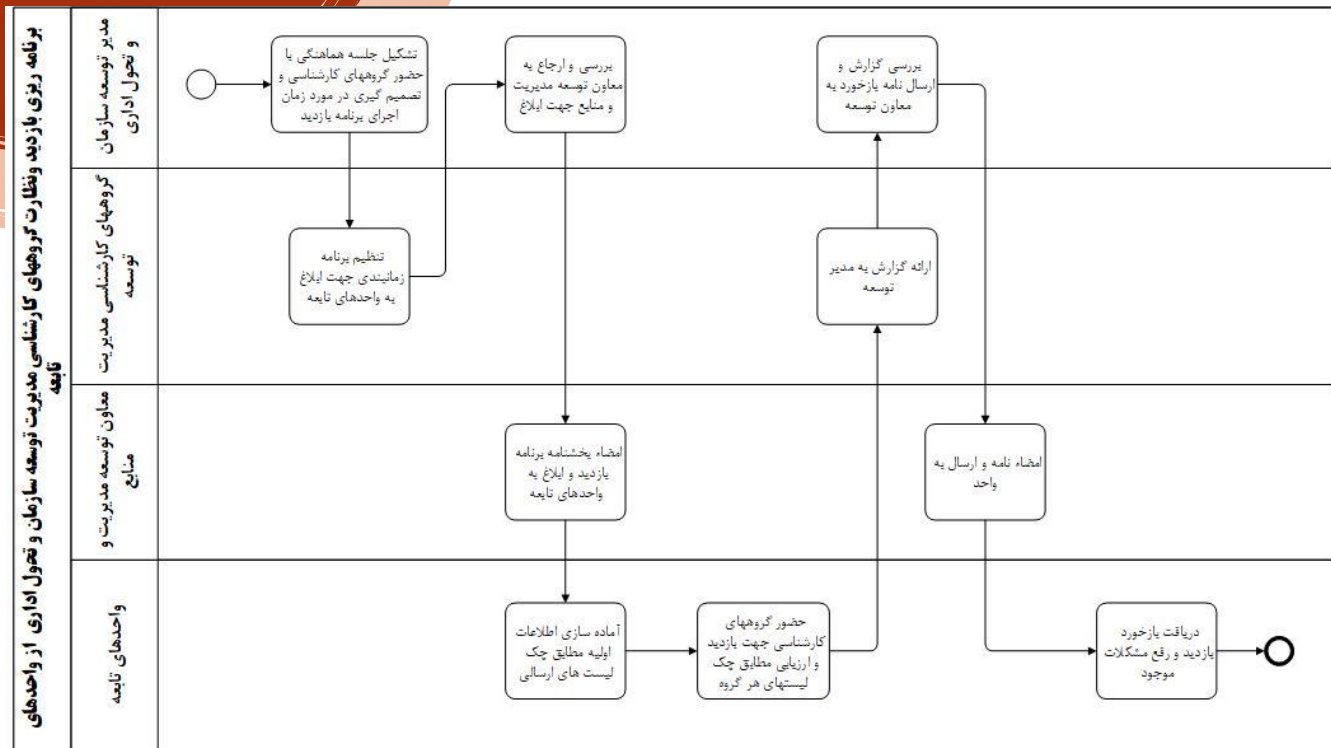 برنامه ریزی بازدید ونظارت گروههای کارشناسی مدیریت توسعه سازمان و تحول اداری از واحدهای
تابعه
مدیر توسعه سازمان
و تحول اداری
تشکیل جلسه هماهنگی با
حضور گروههای کارشناسی و
تصمیم گیری در مورد زمان
اجرای برنامه بازدید
بررسی و ارجاع به
معاون توسعه مدیریت
و منابع جهت ابلاغ
بررسی گزارش و
ارسال نامه بازخورد به
معاون توسعه
گروههای کارشناسی مدیریت
توسعه
تنظیم برنامه
زمانبندی جهت ابلاغ
به واحدهای تابعه
ارائه گزارش به مدیر
توسعه
معاون توسعه مدیریت و
منابع
امضاء بخشنامه برنامه
بازدید و ابلاغ به
واحدهای تابعه
امضاء نامه و ارسال به
واحد
واحدهای تابعه
آماده سازی اطلاعات
اولیه مطابق چک
لیست های ارسالی
حضور گروههای
کارشناسی جهت بازدید
و ارزیابی مطابق چک
لیستهای هر گروه
دریافت بازخورد
بازدید و رفع مشکلات
موجود